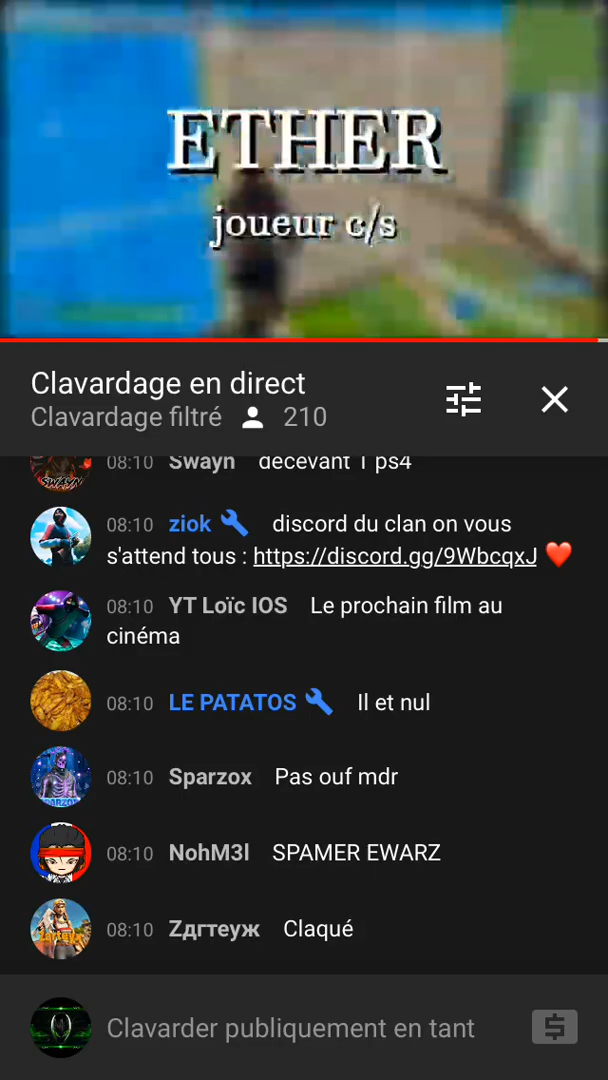 ETHER
joueur c/s
Clavardage en direct
Clavardage filtré 210
08:10 Swayn décevant 1 ps4
08:10 ziok discord du clan on vous
s'attend tous : https://discord.gg/9WbcqxJ ❤️
08:10 YT Loïc IOS Le prochain film au
cinéma
08:10 LE PATATOS Il et nul
08:10 Sparzox Pas ouf mdr
08:10 NohM3l SPAMER EWARZ
08:10 Zдгтeyж Claqué
Clavarder publiquement en tant